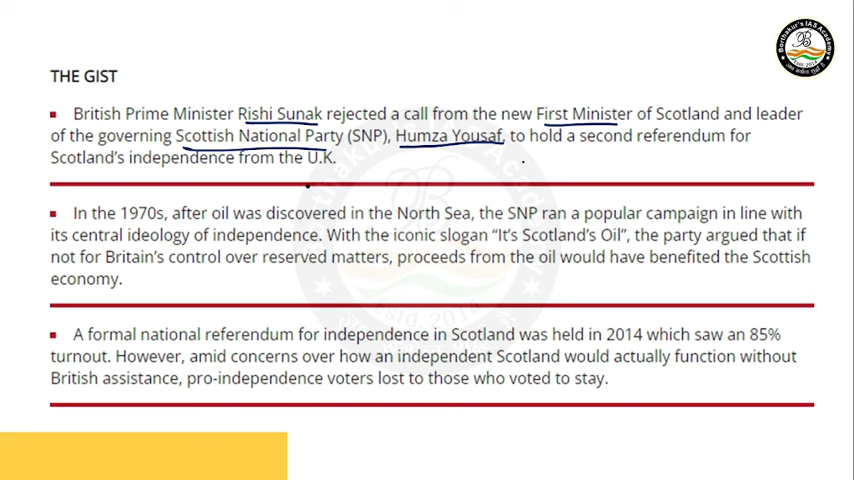 Borthakur's IAS Academy
THE GIST
British Prime Minister Rishi Sunak rejected a call from the new First Minister of Scotland and leader
of the governing Scottish National Party (SNP), Humza Yousaf, to hold a second referendum for
Scotland's independence from the U.K.
In the 1970s, after oil was discovered in the North Sea, the SNP ran a popular campaign in line with
its central ideology of independence. With the iconic slogan “It's Scotland's Oil”, the party argued that if
not for Britain's control over reserved matters, proceeds from the oil would have benefited the Scottish
economy.
A formal national referendum for independence in Scotland was held in 2014 which saw an 85%
turnout. However, amid concerns over how an independent Scotland would actually function without
British assistance, pro-independence voters lost to those who voted to stay.
Estd. 2014